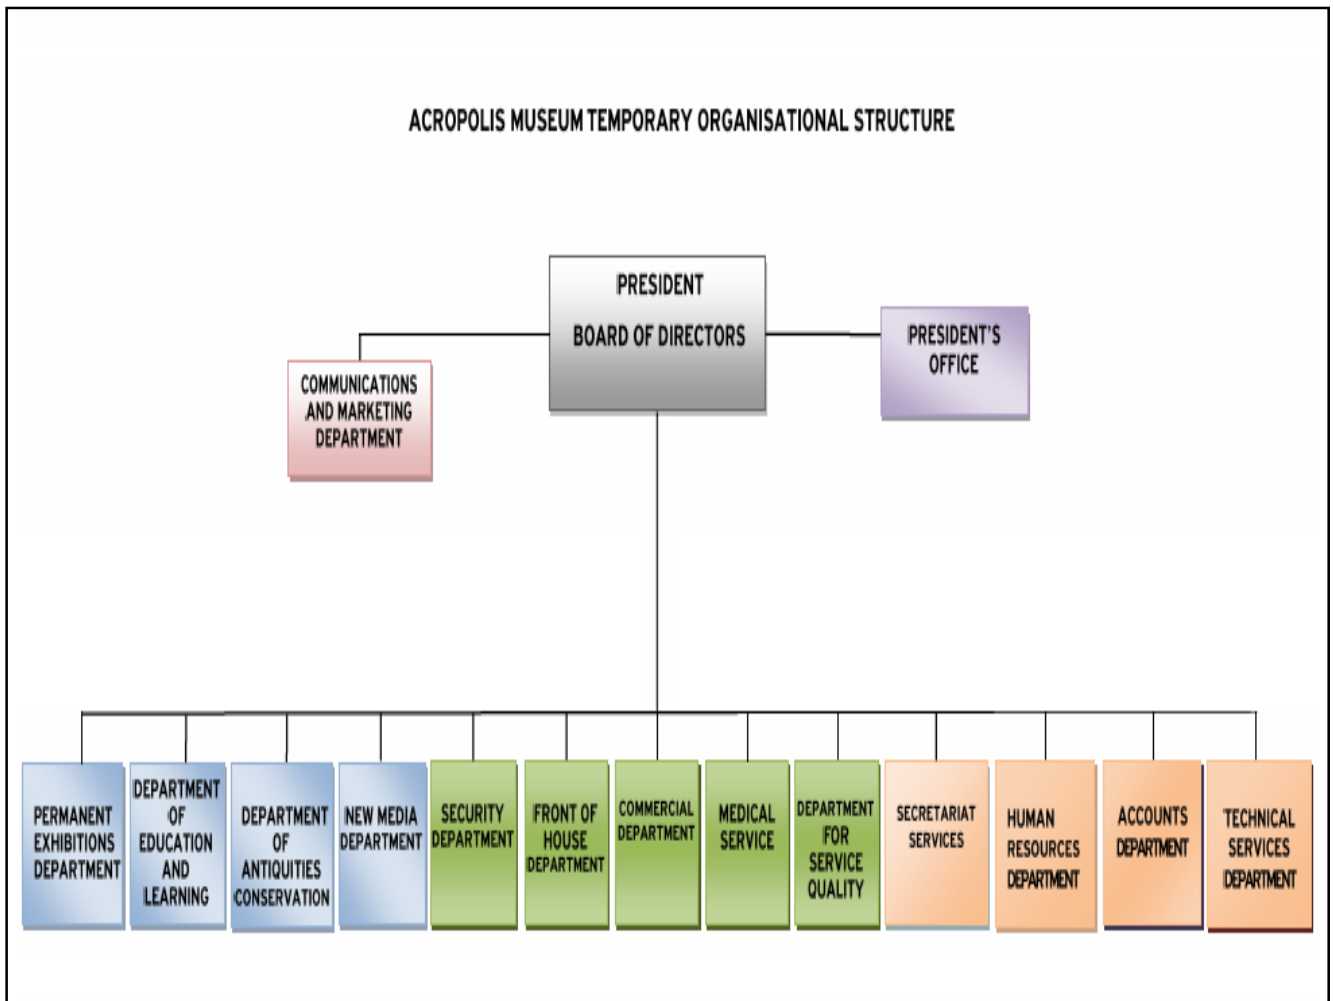 ACROPOLIS MUSEUM TEMPORARY ORGANISATIONAL STRUCTURE
PRESIDENT
BOARD OF DIRECTORS
PRESIDENT'S
OFFICE
COMMUNICATIONS
AND MARKETING
DEPARTMENT
PERMANENT
EXHIBITIONS
DEPARTMENT
DEPARTMENT
OF
EDUCATION
AND
LEARNING
DEPARTMENT
OF
ANTIQUITIES
CONSERVATION
NEW MEDIA
DEPARTMENT
SECURITY
DEPARTMENT
FRONT OF
HOUSE
DEPARTMENT
COMMERCIAL
DEPARTMENT
MEDICAL
SERVICE
DEPARTMENT
FOR
SERVICE
QUALITY
SECRETARIAT
SERVICES
HUMAN
RESOURCES
DEPARTMENT
ACCOUNTS
DEPARTMENT
TECHNICAL
SERVICES
DEPARTMENT